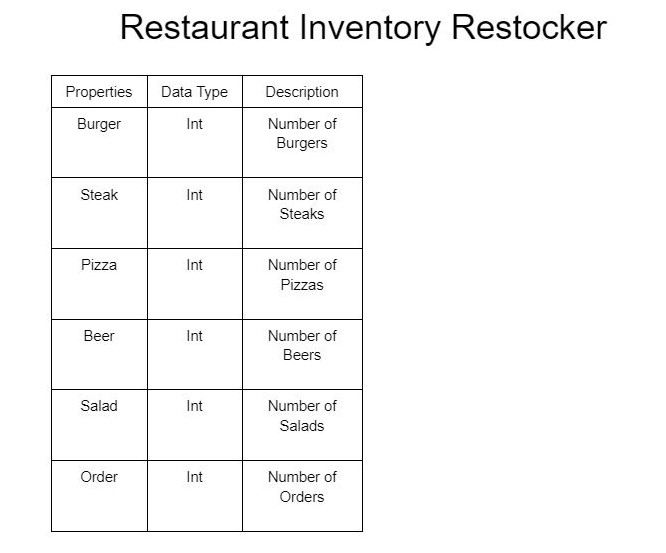 Restaurant Inventory Restocker
Properties Data Type Description
Burger Int Number of
Burgers
Steak Int Number of
Steaks
Pizza Int Number of
Pizzas
Beer Int Number of
Beers
Salad Int Number of
Salads
Order Int Number of
Orders